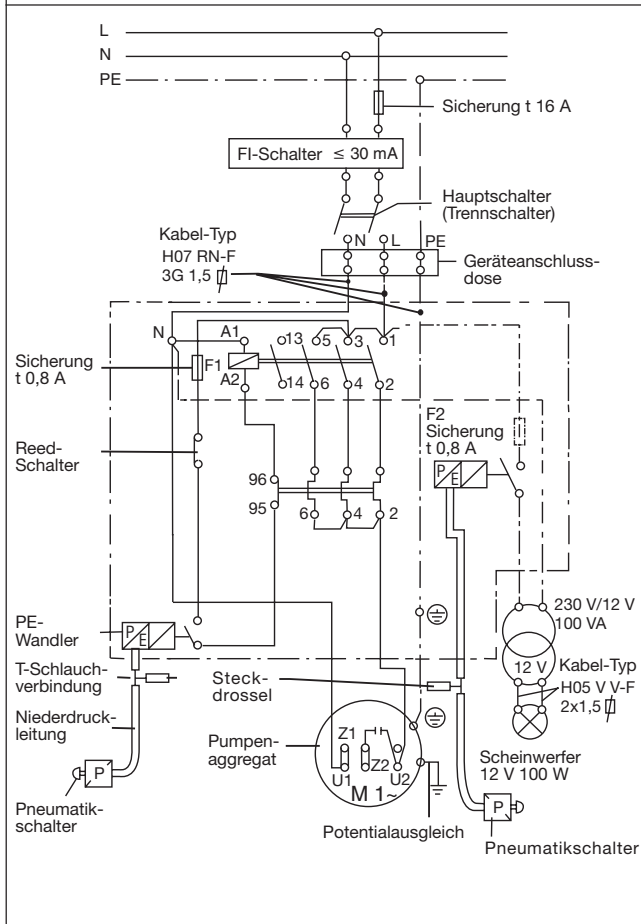 L
N
PE
Sicherung t 16 A
FI-Schalter ≤ 30 mA
Hauptschalter
(Trennschalter)
N
L
PE
Kabel-Typ
H07 RN-F
3G 1,5
Geräteanschluss-
dose
N
A1
13
5
3
1
Sicherung
t 0,8 A
F1
A2
14
6
4
2
F2
Sicherung
t 0,8 A
Reed-
Schalter
P
E
96
95
6
4
2
PE-
Wandler
P
E
230 V/12 V
100 VA
12 V
Kabel-Typ
H05 V V-F
2x1,5
T-Schlauch-
verbindung
Steck-
drossel
Niederdruck-
leitung
Pumpen-
aggregat
Z1
Z2
U1
U2
M 1~
Scheinwerfer
12 V 100 W
P
Pneumatik-
schalter
Potentialausgleich
P
Pneumatikschalter